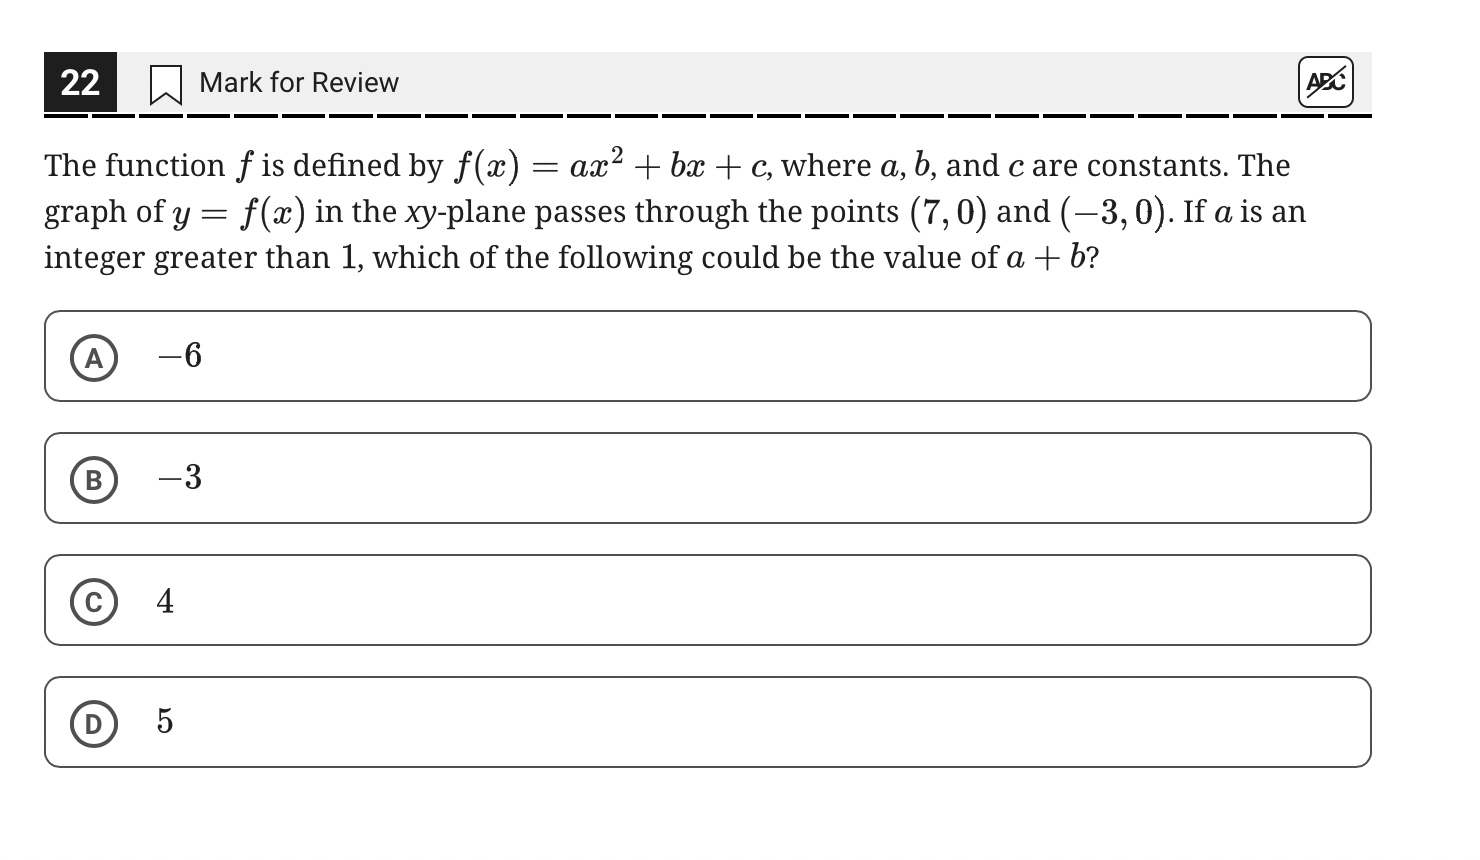 22 Mark for Review ABC
The function f is defined by f(x) = ax² + bx + c, where a, b, and c are constants. The
graph of y = f(x) in the xy-plane passes through the points (7, 0) and (−3, 0). If a is an
integer greater than 1, which of the following could be the value of a + b?
A −6
B −3
C 4
D 5